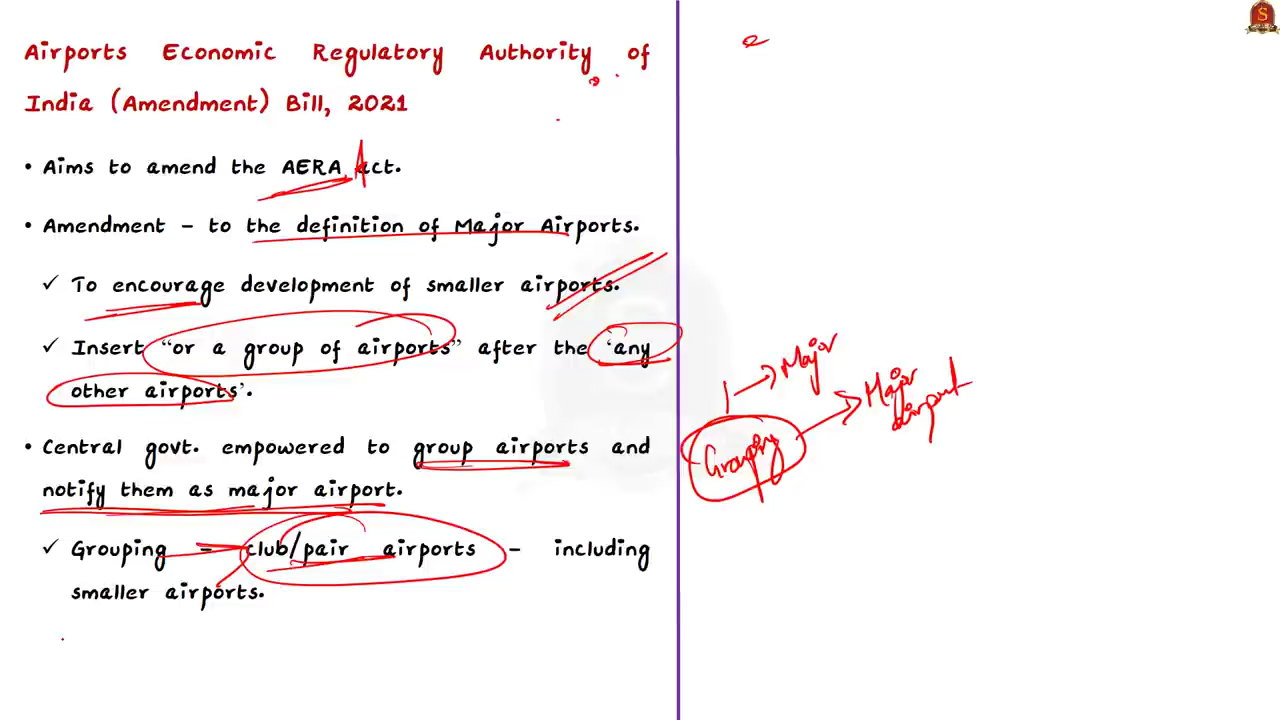 Airports Economic Regulatory Authority of
India (Amendment) Bill, 2021
• Aims to amend the AERA Act.
• Amendment – to the definition of Major Airports.
✓ To encourage development of smaller airports.
✓ Insert “or a group of airports” after the ‘any
other airports’.
• Central govt. empowered to group airports and
notify them as major airport.
✓ Grouping – club/pair airports – including
smaller airports.
1 → Major
Grouping → Major
airport
S